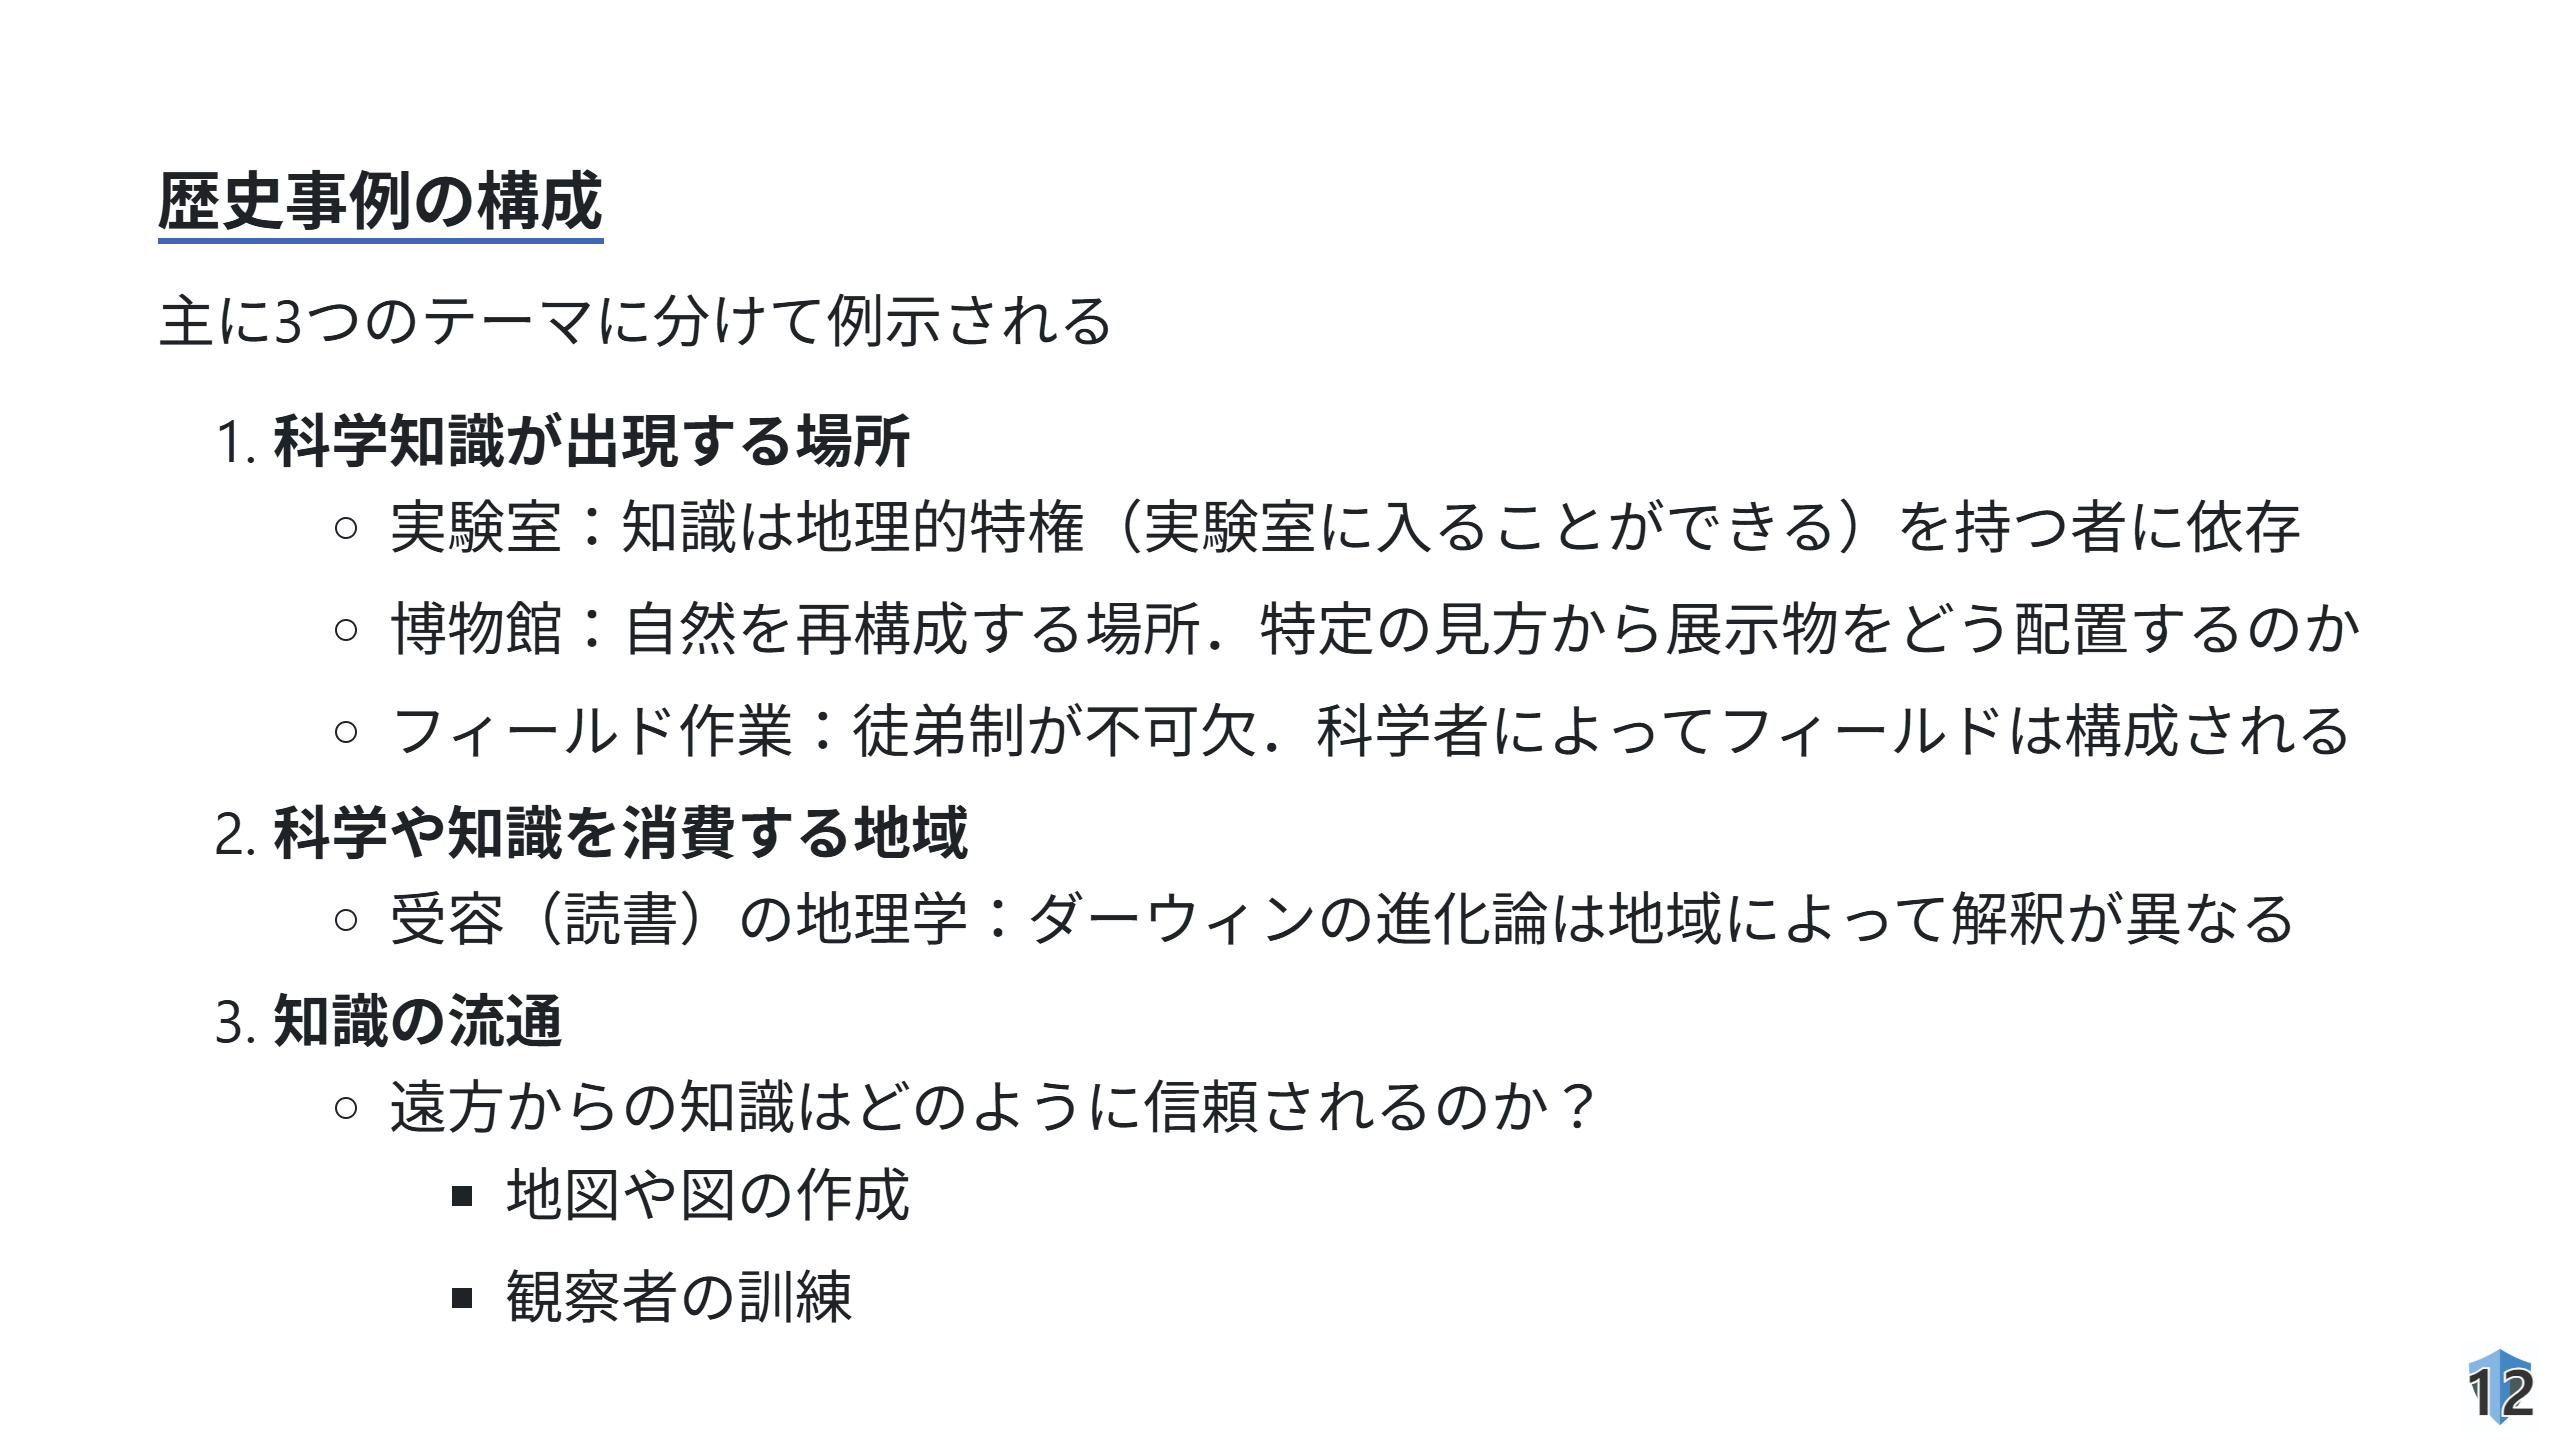 歴史事例の構成
主に3つのテーマに分けて例示される
1. 科学知識が出現する場所
○ 実験室：知識は地理的特権（実験室に入ることができる）を持つ者に依存
○ 博物館：自然を再構成する場所．特定の見方から展示物をどう配置するのか
○ フィールド作業：徒弟制が不可欠．科学者によってフィールドは構成される
2. 科学や知識を消費する地域
○ 受容（読書）の地理学：ダーウィンの進化論は地域によって解釈が異なる
3. 知識の流通
○ 遠方からの知識はどのように信頼されるのか？
■ 地図や図の作成
■ 観察者の訓練
12